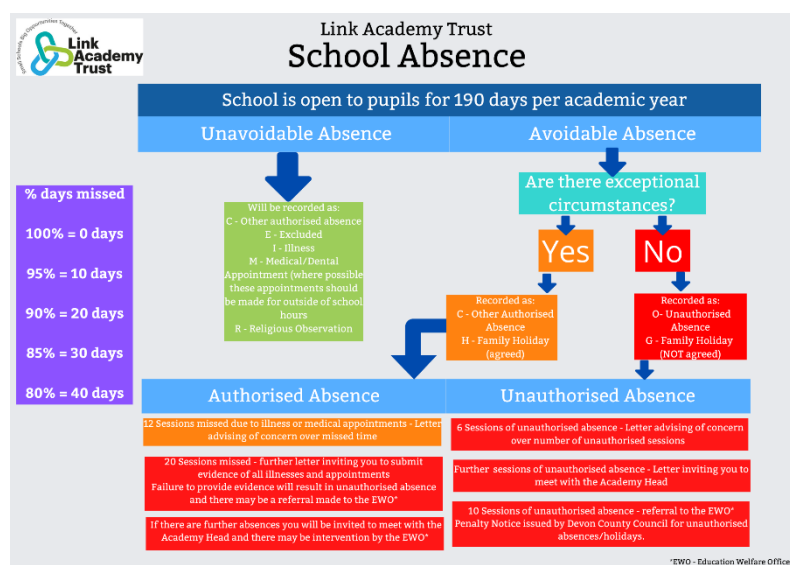 Small Schools Big Opportunities Together
Link
Academy
Trust
Link Academy Trust
School Absence
School is open to pupils for 190 days per academic year
Unavoidable Absence
Avoidable Absence
% days missed
100% = 0 days
95% = 10 days
90% = 20 days
85% = 30 days
80% = 40 days
Will be recorded as:
C - Other authorised absence
E - Excluded
I - Illness
M - Medical/Dental
Appointment (where possible
these appointments should
be made for outside of school
hours
R - Religious Observation
Are there exceptional
circumstances?
Yes
No
Recorded as:
C - Other Authorised
Absence
H - Family Holiday
(agreed)
Recorded as:
O- Unauthorised
Absence
G - Family Holiday
(NOT agreed)
Authorised Absence
Unauthorised Absence
12 Sessions missed due to illness or medical appointments - Letter
advising of concern over missed time
20 Sessions missed - further letter inviting you to submit
evidence of all illnesses and appointments
Failure to provide evidence will result in unauthorised absence
and there may be a referral made to the EWO*
If there are further absences you will be invited to meet with the
Academy Head and there may be intervention by the EWO*
6 Sessions of unauthorised absence - Letter advising of concern
over number of unauthorised sessions
Further sessions of unauthorised absence - Letter inviting you to
meet with the Academy Head
10 Sessions of unauthorised absence - referral to the EWO*
Penalty Notice issued by Devon County Council for unauthorised
absences/holidays.
*EWO - Education Welfare Office